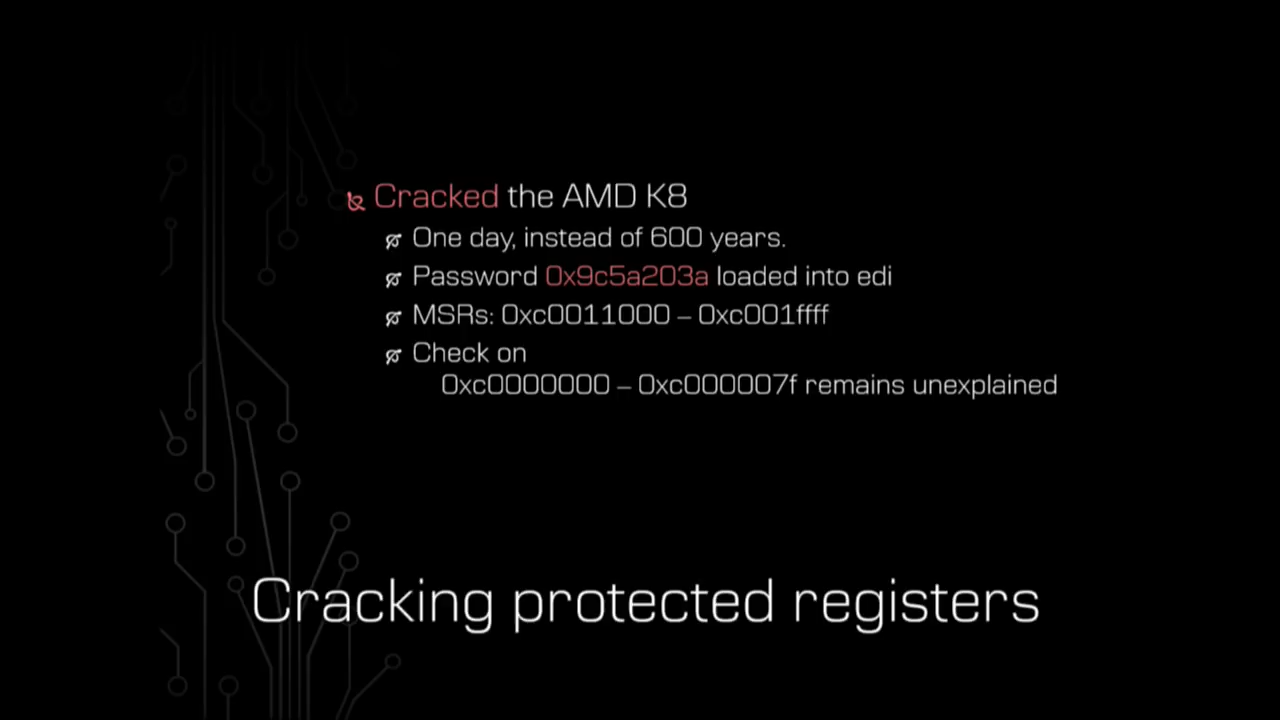 Cracked the AMD K8
One day, instead of 600 years.
Password 0x9c5a203a loaded into edi
MSRs: 0xc0011000 – 0xc001ffff
Check on
0xc0000000 – 0xc000007f remains unexplained
Cracking protected registers